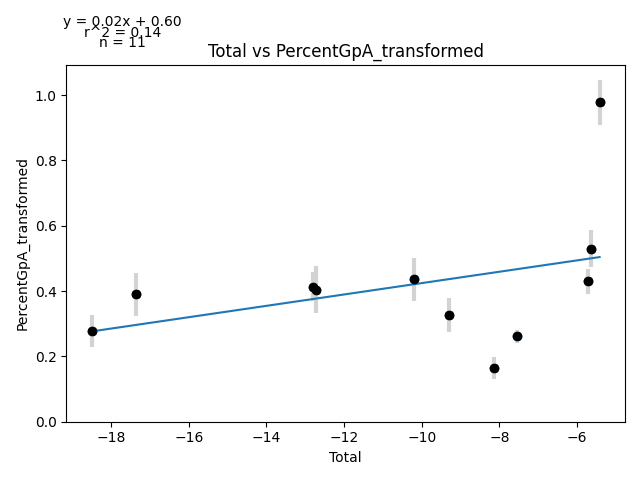 y = 0.02x + 0.60
r^2 = 0.14
n = 11
Total vs PercentGpA_transformed
PercentGpA_transformed
1.0
0.8
0.6
0.4
0.2
0.0
−18
−16
−14
−12
−10
−8
−6
Total